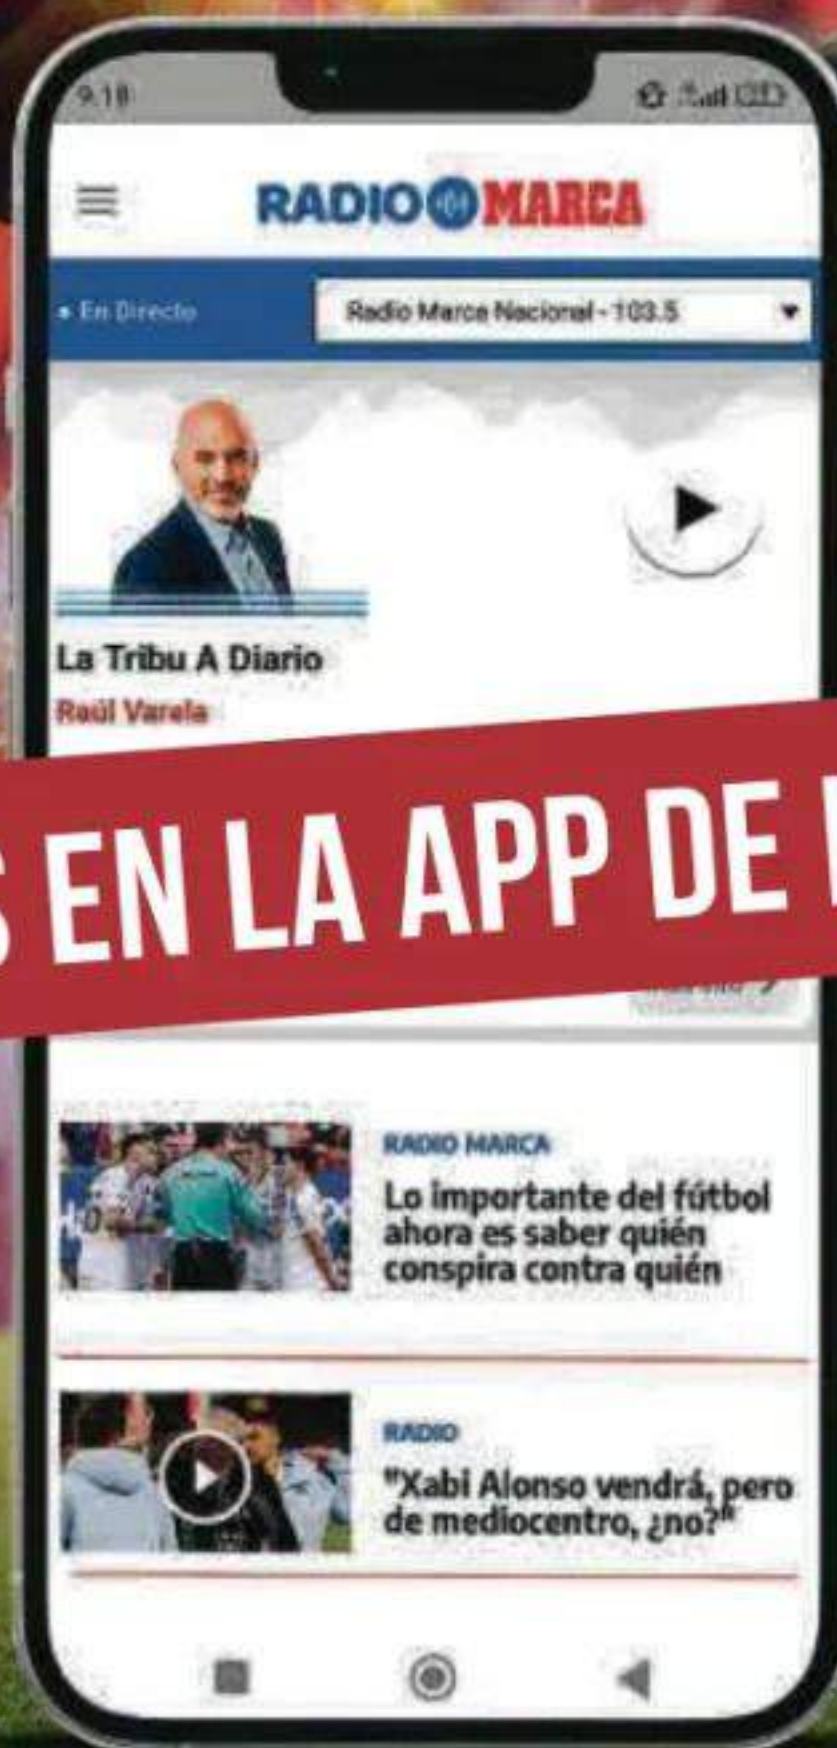 9.18
RADIO MARCA
• En Directo
Radio Marca Nacional - 103.5
La Tribu A Diario
Raúl Varela
EN LA APP DE
RADIO MARCA
Lo importante del fútbol
ahora es saber quién
conspira contra quién
RADIO
"Xabi Alonso vendrá, pero
de mediocentro, ¿no?"